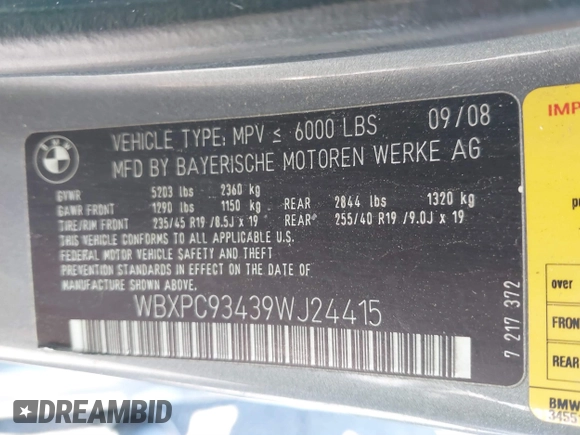 BMW
VEHICLE TYPE: MPV ≤ 6000 LBS 09/08
MFD BY BAYERISCHE MOTOREN WERKE AG
GVWR 5203 lbs 2360 kg
GAWR FRONT 1290 lbs 1150 kg REAR 2844 lbs 1320 kg
TIRE/RIM FRONT 235/45 R19 /8.5J x 19 REAR 255/40 R19 /9.0J x 19
THIS VEHICLE CONFORMS TO ALL APPLICABLE U.S.
FEDERAL MOTOR VEHICLE SAFETY AND THEFT
PREVENTION STANDARDS IN EFFECT ON THE
DATE OF MANUFACTURE SHOWN ABOVE.
WBXPC93439WJ24415
7 217 372
IMP
over
FRON
REAR
BMW
3455
DREAMBID